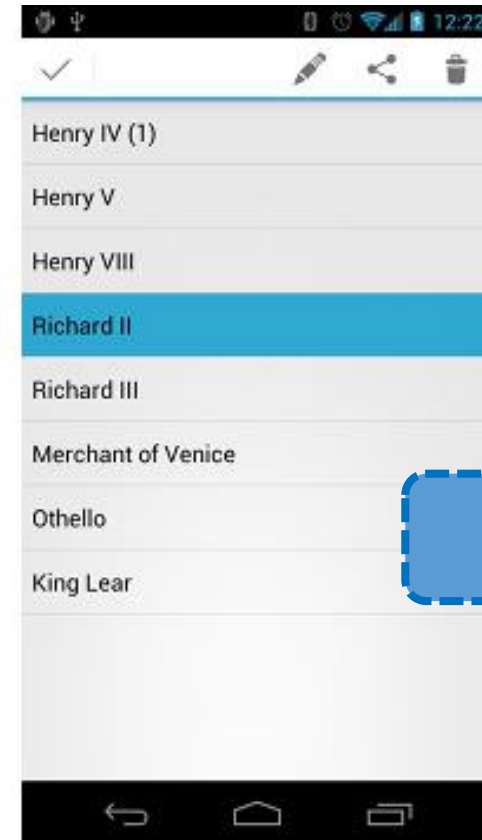 12:22
Henry IV (1)
Henry V
Henry VIII
Richard II
Richard III
Merchant of Venice
Othello
King Lear